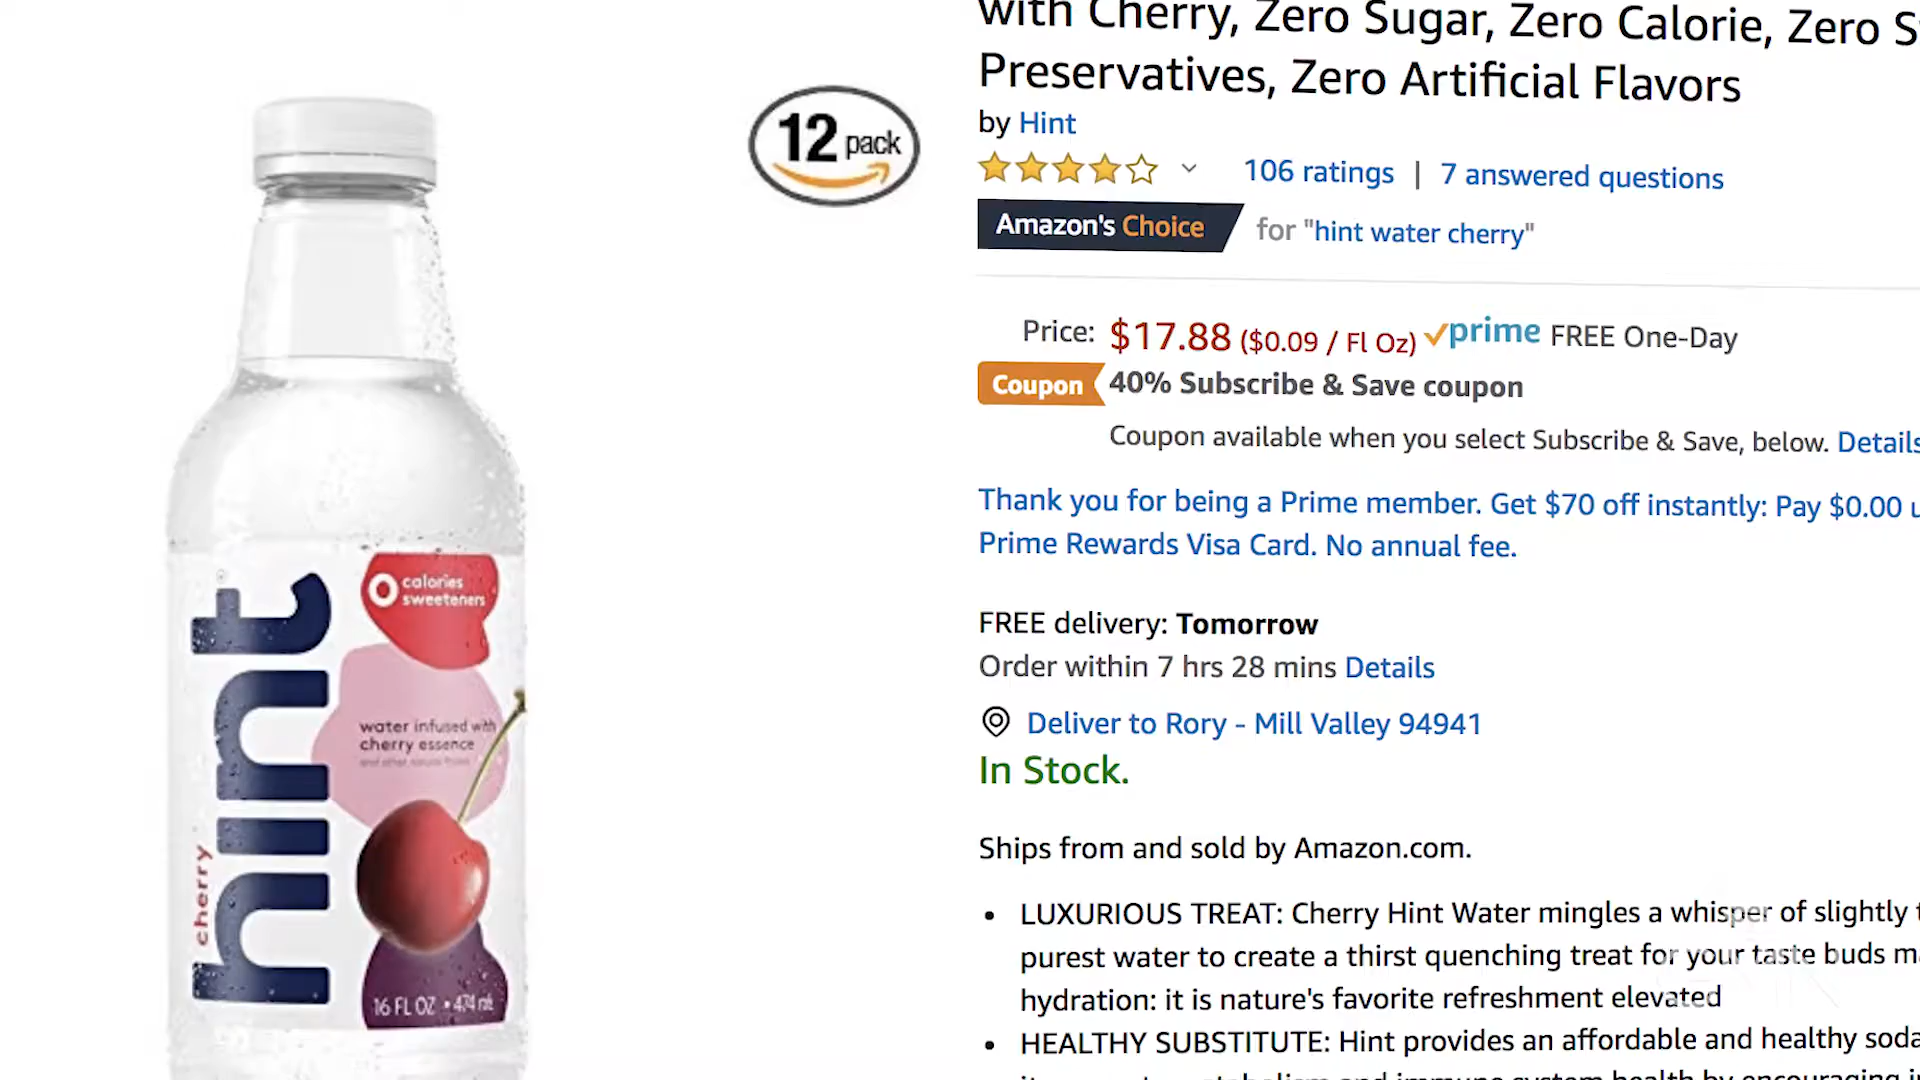 with Cherry, Zero Sugar, Zero Calorie, Zero
Preservatives, Zero Artificial Flavors
by Hint
106 ratings | 7 answered questions
Amazon's Choice for "hint water cherry"
Price: $17.88 ($0.09 / Fl Oz) prime FREE One-Day
Coupon 40% Subscribe & Save coupon
Coupon available when you select Subscribe & Save, below. Details
Thank you for being a Prime member. Get $70 off instantly: Pay $0.00
Prime Rewards Visa Card. No annual fee.
FREE delivery: Tomorrow
Order within 7 hrs 28 mins Details
Deliver to Rory - Mill Valley 94941
In Stock.
Ships from and sold by Amazon.com.
• LUXURIOUS TREAT: Cherry Hint Water mingles a whisper of slightly
purest water to create a thirst quenching treat for your taste buds
hydration: it is nature's favorite refreshment elevated
• HEALTHY SUBSTITUTE: Hint provides an affordable and healthy soda
metabolism and immune system health by encouraging
12 pack
0 calories
sweeteners
hint
cherry
water infused with
cherry essence
16 FL OZ • 474 mL